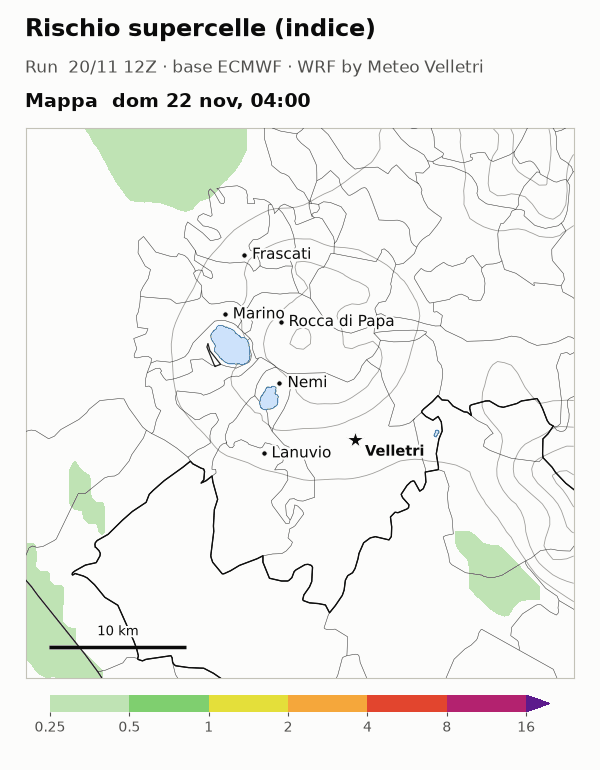 Rischio supercelle (indice)
Run  20/11 12Z · base ECMWF · WRF by Meteo Velletri
Mappa  dom 22 nov, 04:00
Frascati
Marino
Rocca di Papa
Nemi
Velletri
Lanuvio
10 km
0.25 0.5 1 2 4 8 16